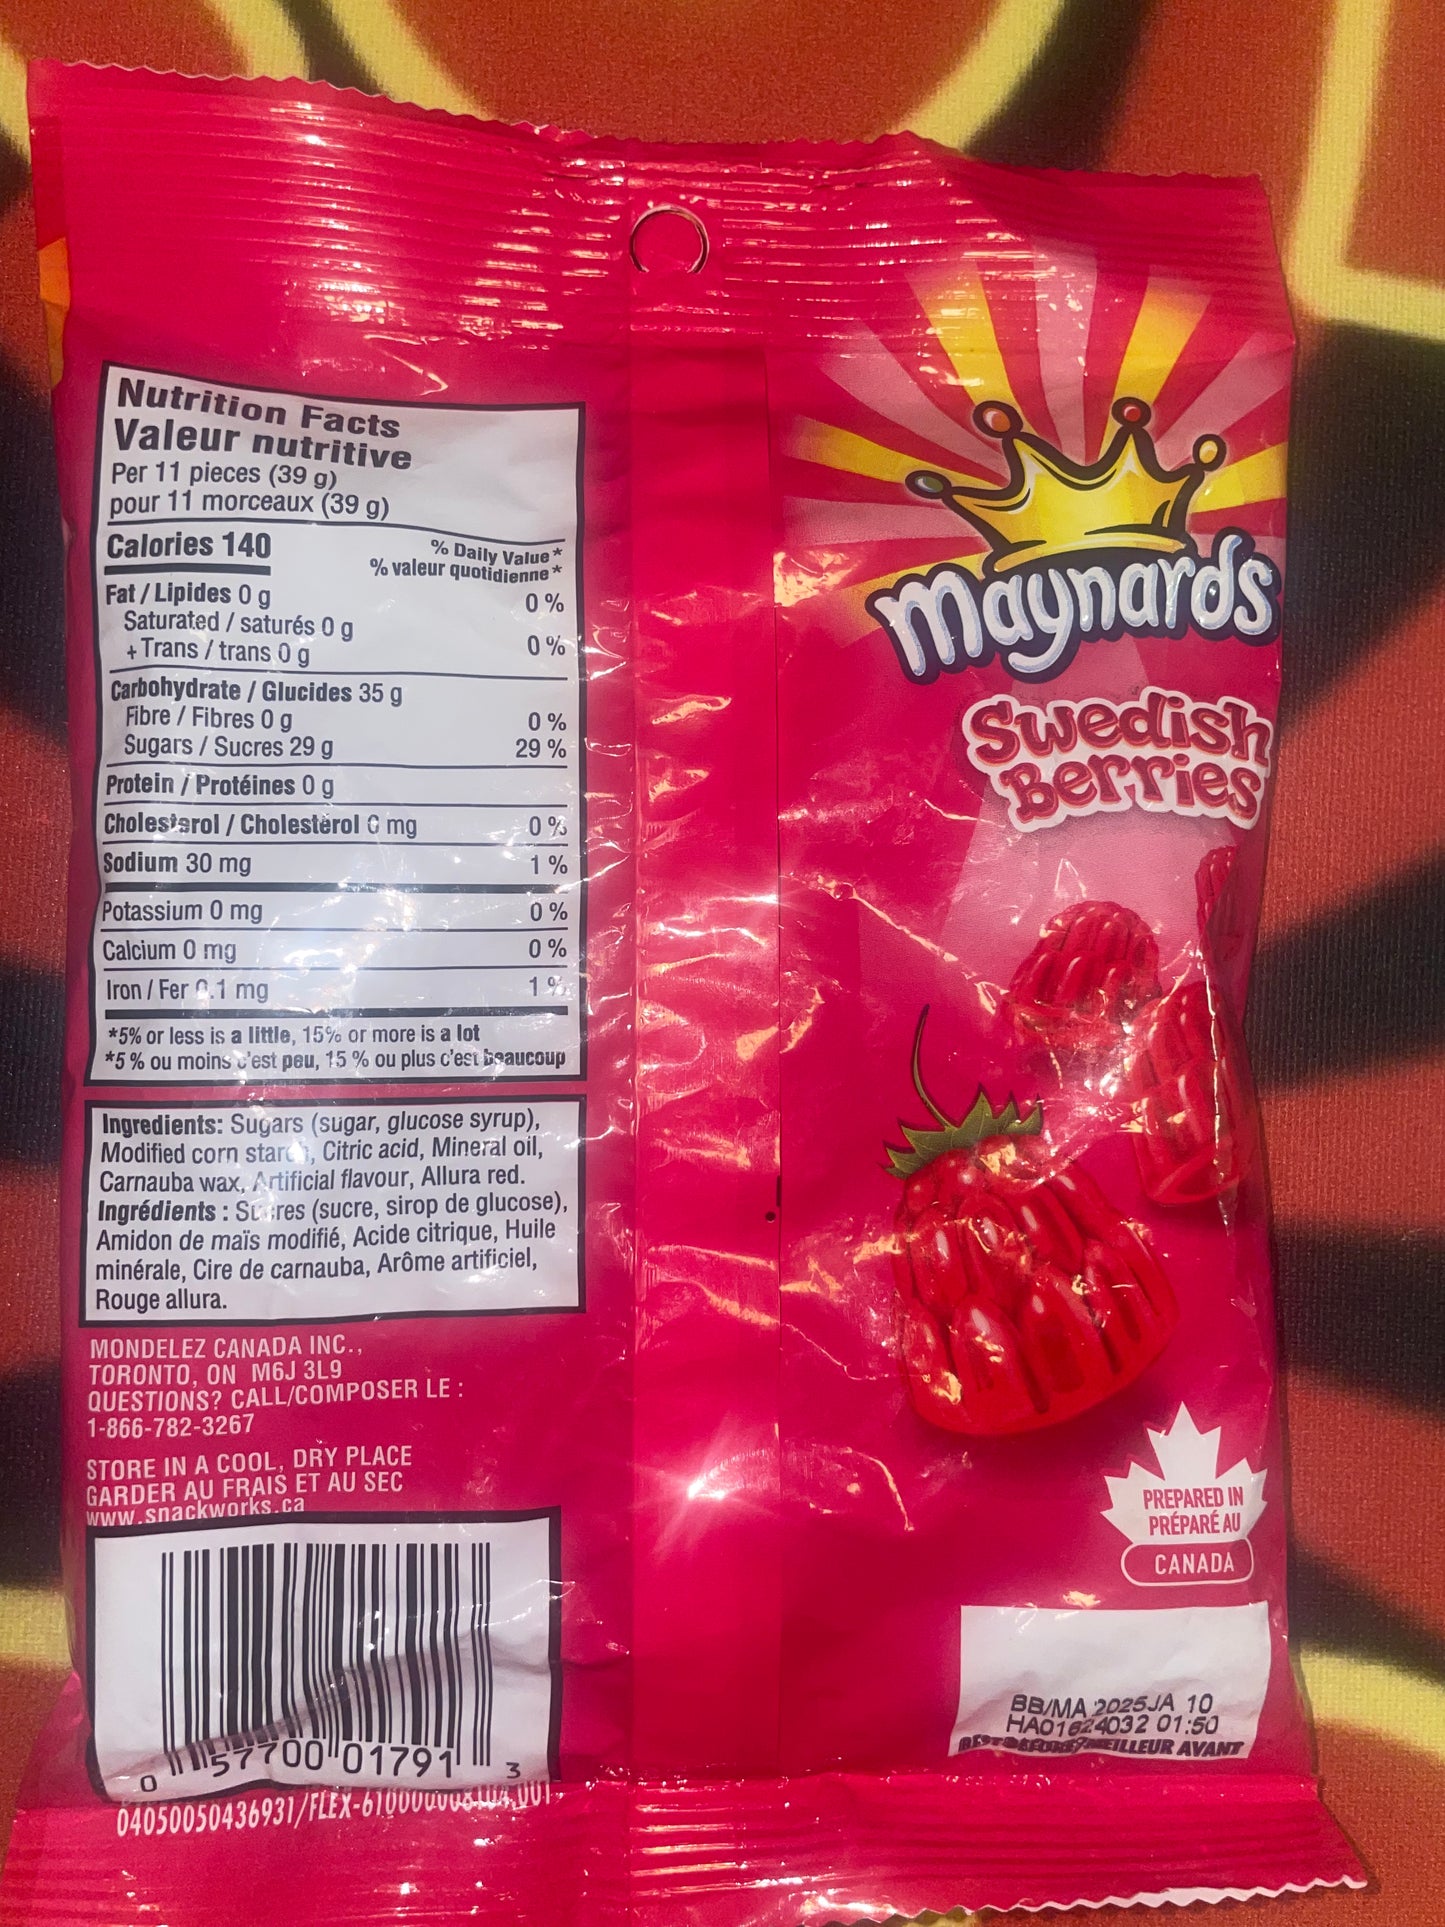 Nutrition Facts
Valeur nutritive
Per 11 pieces (39 g)
pour 11 morceaux (39 g)
Calories 140
% Daily Value*
% valeur quotidienne*
Fat / Lipides 0 g 0 %
Saturated / saturés 0 g
+ Trans / trans 0 g 0 %
Carbohydrate / Glucides 35 g
Fibre / Fibres 0 g 0 %
Sugars / Sucres 29 g 29 %
Protein / Protéines 0 g
Cholesterol / Cholestérol 0 mg 0 %
Sodium 30 mg 1 %
Potassium 0 mg 0 %
Calcium 0 mg 0 %
Iron / Fer 0.1 mg 1 %
*5% or less is a little, 15% or more is a lot
*5 % ou moins c'est peu, 15 % ou plus c'est beaucoup
Ingredients: Sugars (sugar, glucose syrup),
Modified corn starch, Citric acid, Mineral oil,
Carnauba wax, Artificial flavour, Allura red.
Ingrédients : Sucres (sucre, sirop de glucose),
Amidon de maïs modifié, Acide citrique, Huile
minérale, Cire de carnauba, Arôme artificiel,
Rouge allura.
MONDELEZ CANADA INC.,
TORONTO, ON M6J 3L9
QUESTIONS? CALL/COMPOSER LE :
1-866-782-3267
STORE IN A COOL, DRY PLACE
GARDER AU FRAIS ET AU SEC
www.snackworks.ca
0 57700 01791 3
04050050436931/FLEX-
maynards
Swedish
Berries
PREPARED IN
PRÉPARÉ AU
CANADA
BB/MA 2025JA 10
HA01624032 01:50
BEST BEFORE/MEILLEUR AVANT